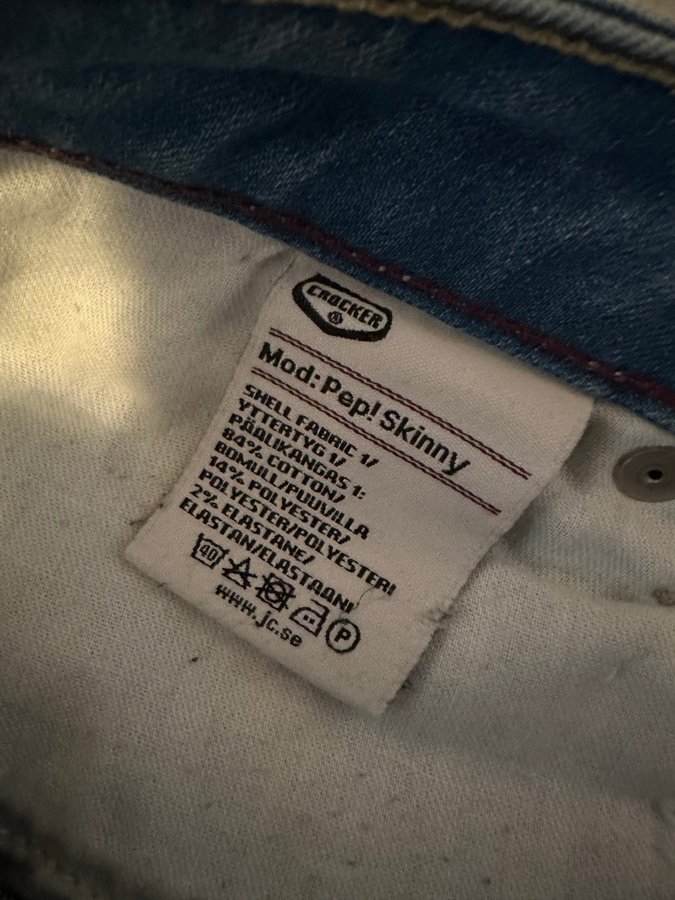 CROCKER
®
Mod: Pep! Skinny
SHELL FABRIC 1/
YTTERTYG 1/
PÄÄLIKANGAS 1:
84% COTTON/
BOMULL/PUUVILLA
14% POLYESTER/
POLYESTER/POLYESTERI
2% ELASTANE/
ELASTAN/ELASTAANI
40 P
www.jc.se